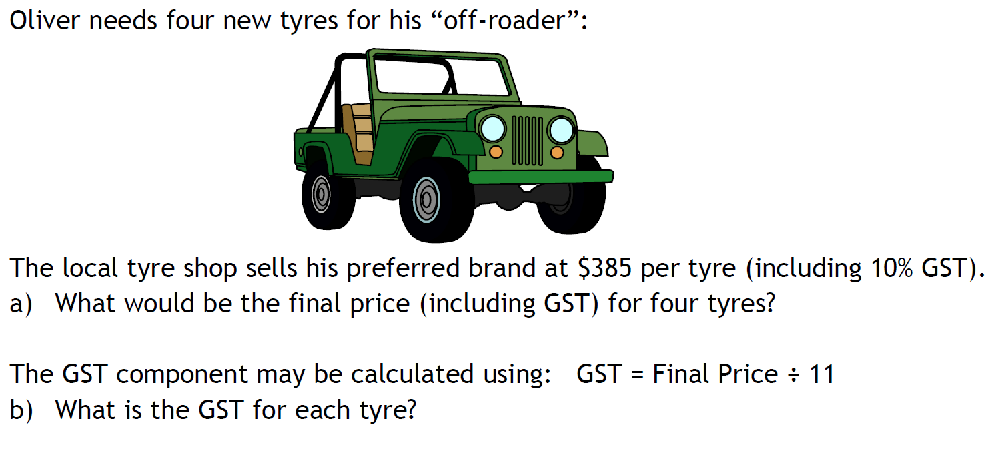 Oliver needs four new tyres for his “off-roader”:
The local tyre shop sells his preferred brand at $385 per tyre (including 10% GST).
a) What would be the final price (including GST) for four tyres?
The GST component may be calculated using: GST = Final Price ÷ 11
b) What is the GST for each tyre?